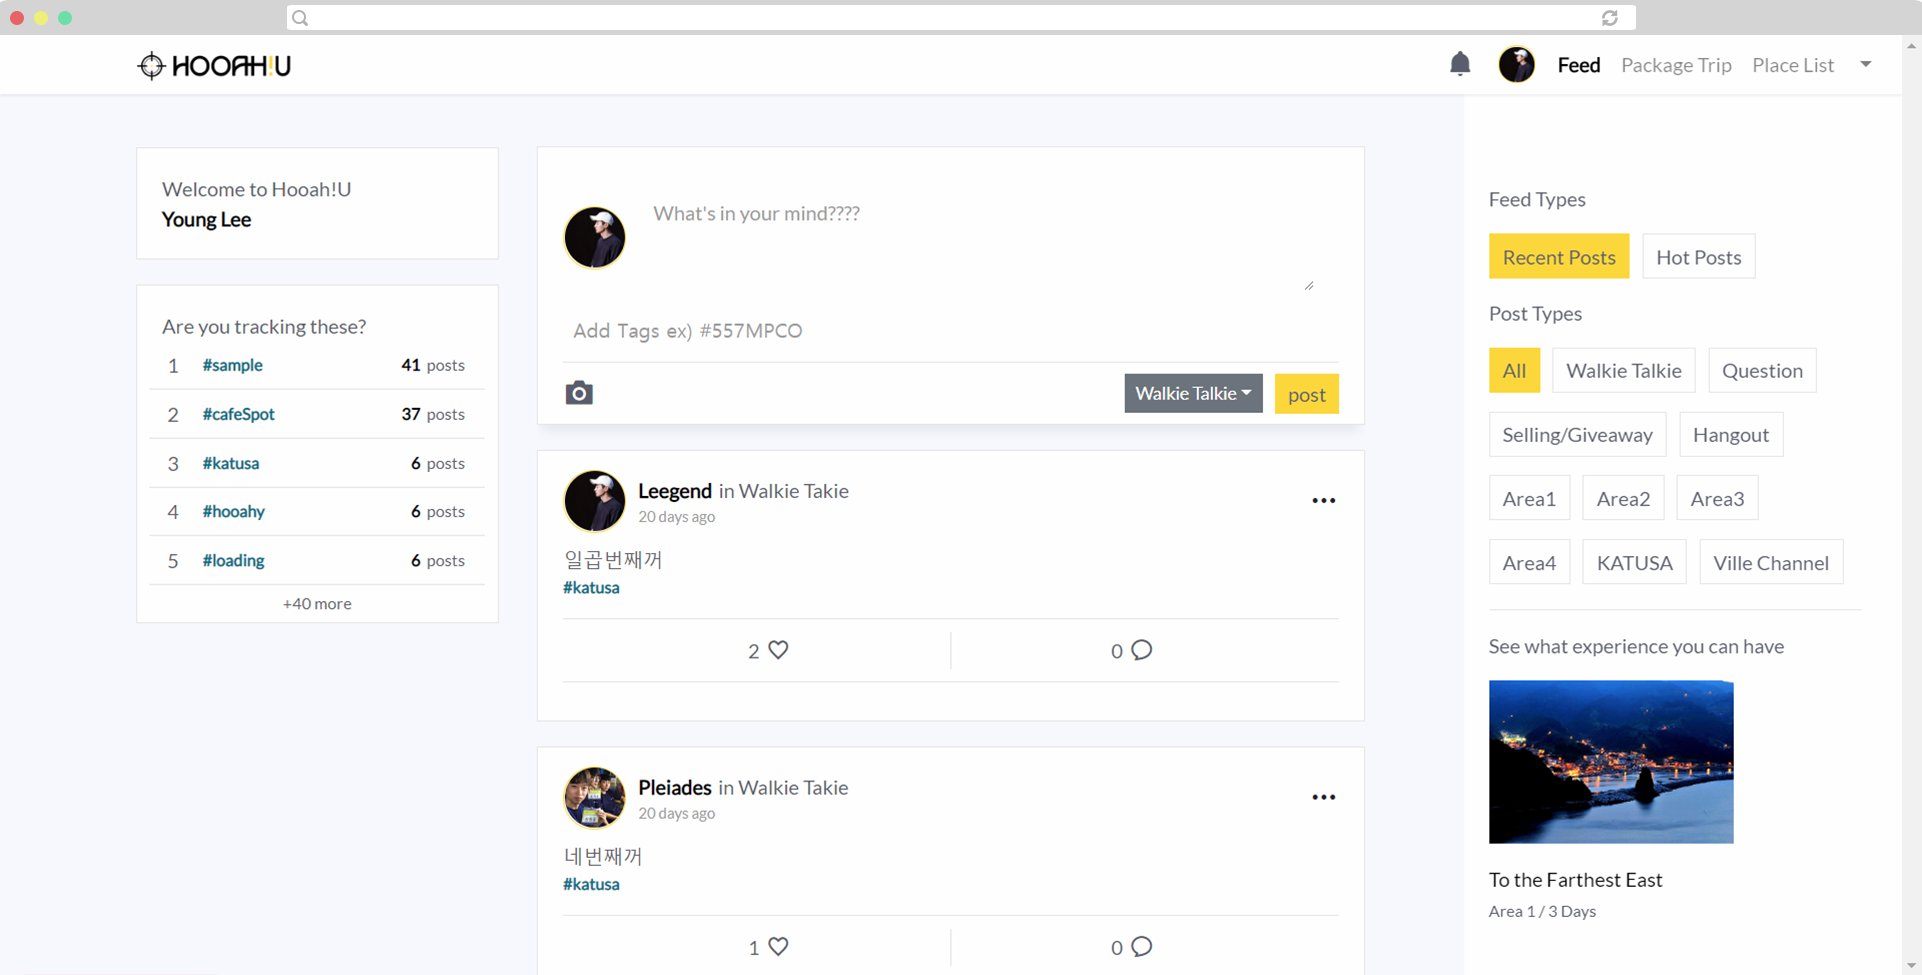 HOOAH!U
Feed
Package Trip
Place List
Welcome to Hooah!U
Young Lee
Are you tracking these?
1 #sample 41 posts
2 #cafeSpot 37 posts
3 #katusa 6 posts
4 #hooahy 6 posts
5 #loading 6 posts
+40 more
What's in your mind????
Add Tags ex) #557MPCO
Walkie Talkie
post
Leegend in Walkie Takie
20 days ago
일곱번째꺼
#katusa
2
0
Pleiades in Walkie Takie
20 days ago
네번째꺼
#katusa
1
0
Feed Types
Recent Posts
Hot Posts
Post Types
All
Walkie Talkie
Question
Selling/Giveaway
Hangout
Area1
Area2
Area3
Area4
KATUSA
Ville Channel
See what experience you can have
To the Farthest East
Area 1 / 3 Days